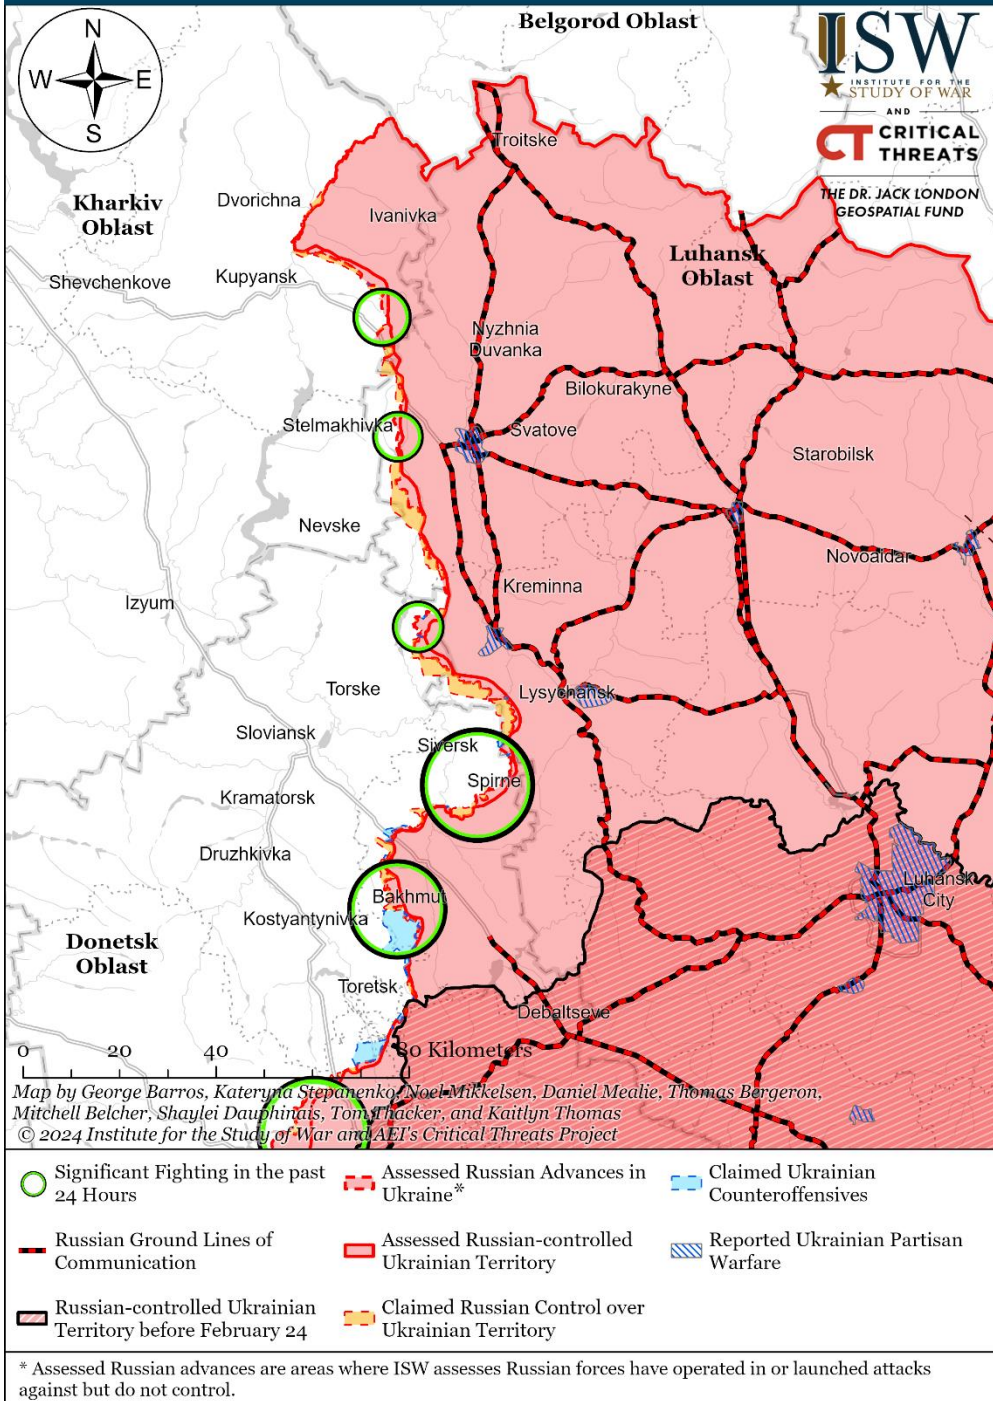 Belgorod Oblast
ISW
INSTITUTE FOR THE
STUDY OF WAR
AND
CT CRITICAL
THREATS
THE DR. JACK LONDON
GEOSPATIAL FUND
N
W E
S
Troitske
Dvorichna
Kharkiv
Oblast
Ivanivka
Luhansk
Oblast
Shevchenkove
Kupyansk
Nyzhnia
Duvanka
Bilokurakyne
Stelmakhivka
Svatove
Starobilsk
Nevske
Novoaidar
Kreminna
Izyum
Torske
Lysychansk
Sloviansk
Siversk
Spirne
Kramatorsk
Druzhkivka
Bakhmut
Luhansk
City
Kostyantynivka
Donetsk
Oblast
Toretsk
Debaltseve
0 20 40 80 Kilometers
Map by George Barros, Kateryna Stepanenko, Noel Mikkelsen, Daniel Mealie, Thomas Bergeron,
Mitchell Belcher, Shaylei Dauphinais, Tom Thacker, and Kaitlyn Thomas
© 2024 Institute for the Study of War and AEI's Critical Threats Project
Significant Fighting in the past
24 Hours
Russian Ground Lines of
Communication
Russian-controlled Ukrainian
Territory before February 24
Assessed Russian Advances in
Ukraine*
Assessed Russian-controlled
Ukrainian Territory
Claimed Russian Control over
Ukrainian Territory
Claimed Ukrainian
Counteroffensives
Reported Ukrainian Partisan
Warfare
* Assessed Russian advances are areas where ISW assesses Russian forces have operated in or launched attacks
against but do not control.